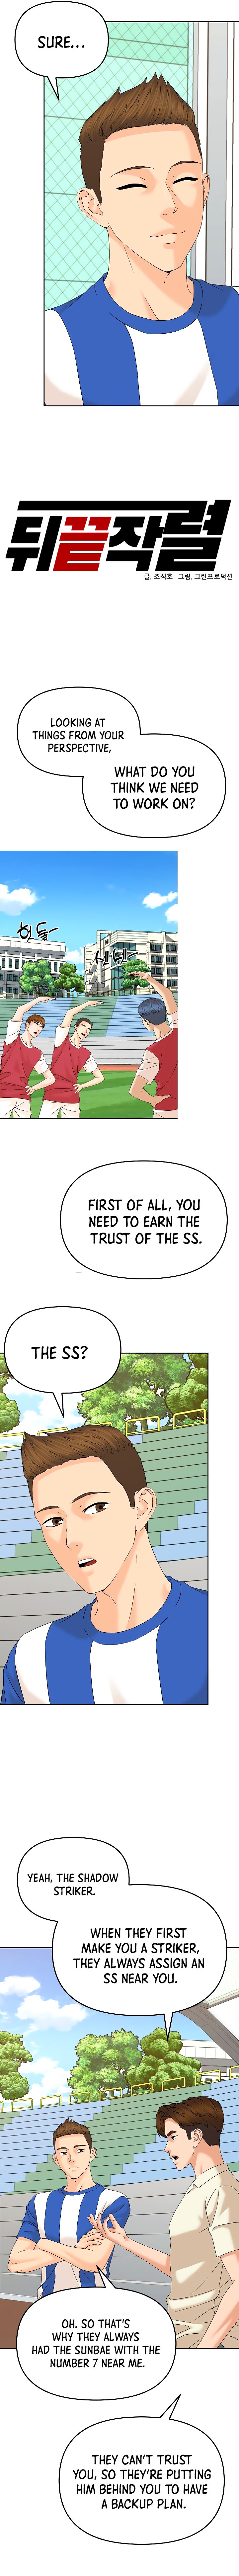 SURE...
뒤끝작렬
글. 조석호 그림. 그린프로덕션
LOOKING AT
THINGS FROM YOUR
PERSPECTIVE,
WHAT DO YOU
THINK WE NEED
TO WORK ON?
헛둘~
센넷~
FIRST OF ALL, YOU
NEED TO EARN THE
TRUST OF THE SS.
THE SS?
YEAH, THE SHADOW
STRIKER.
WHEN THEY FIRST
MAKE YOU A STRIKER,
THEY ALWAYS ASSIGN AN
SS NEAR YOU.
OH. SO THAT'S
WHY THEY ALWAYS
HAD THE SUNBAE WITH THE
NUMBER 7 NEAR ME.
THEY CAN'T TRUST
YOU, SO THEY'RE PUTTING
HIM BEHIND YOU TO HAVE
A BACKUP PLAN.